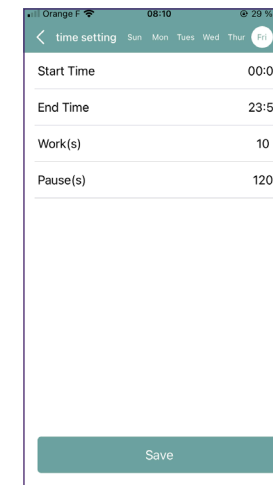 Orange F 08:10 29 %
time setting Sun Mon Tues Wed Thur Fri
Start Time 00:0
End Time 23:5
Work(s) 10
Pause(s) 120
Save